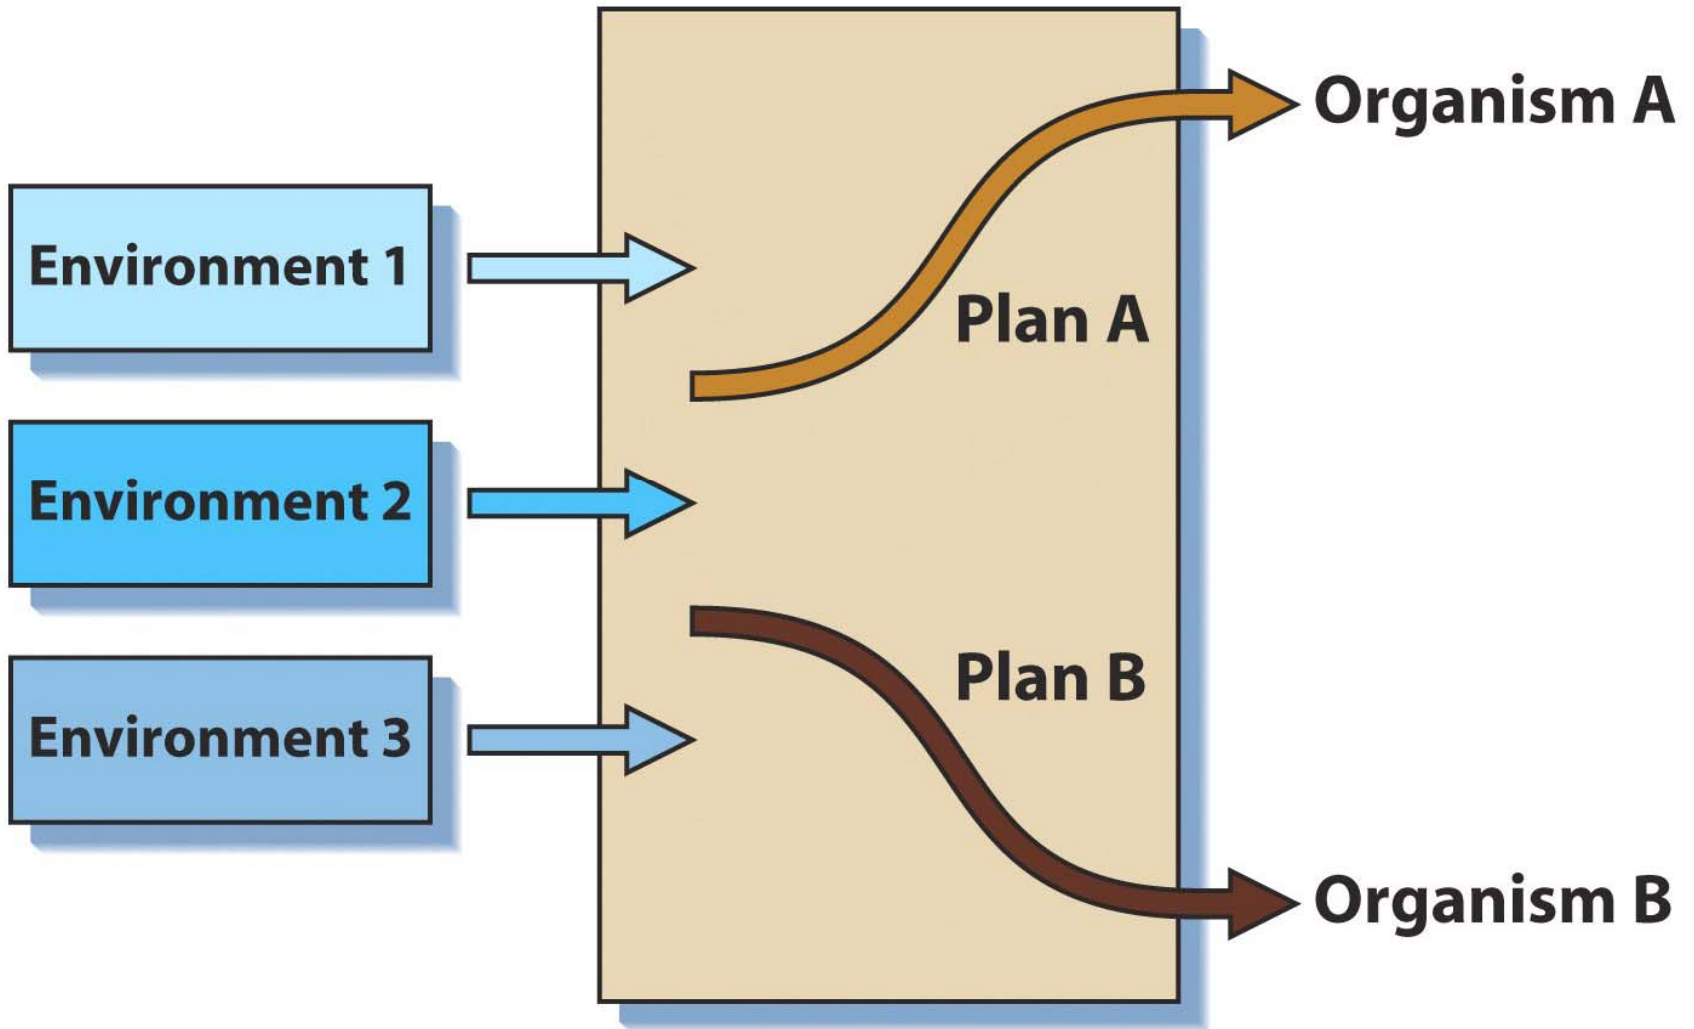 Organism A
Environment 1
Plan A
Environment 2
Plan B
Environment 3
Organism B